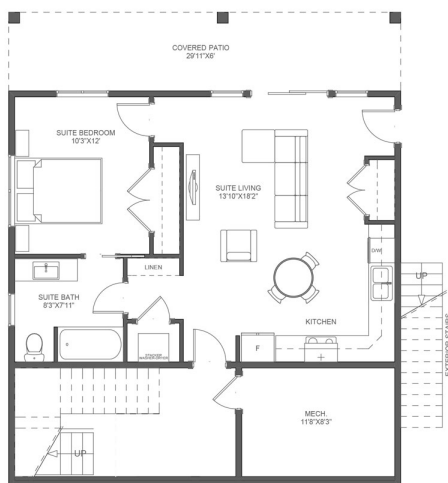 COVERED PATIO
29'11"X6'
SUITE BEDROOM
10'3"X12'
SUITE LIVING
13'10"X18'2"
D/W
LINEN
UP
SUITE BATH
8'3"X7'11"
KITCHEN
F
STACKED
WASHER/DRYER
EXTERIOR STAIRS
MECH.
11'8"X8'3"
UP